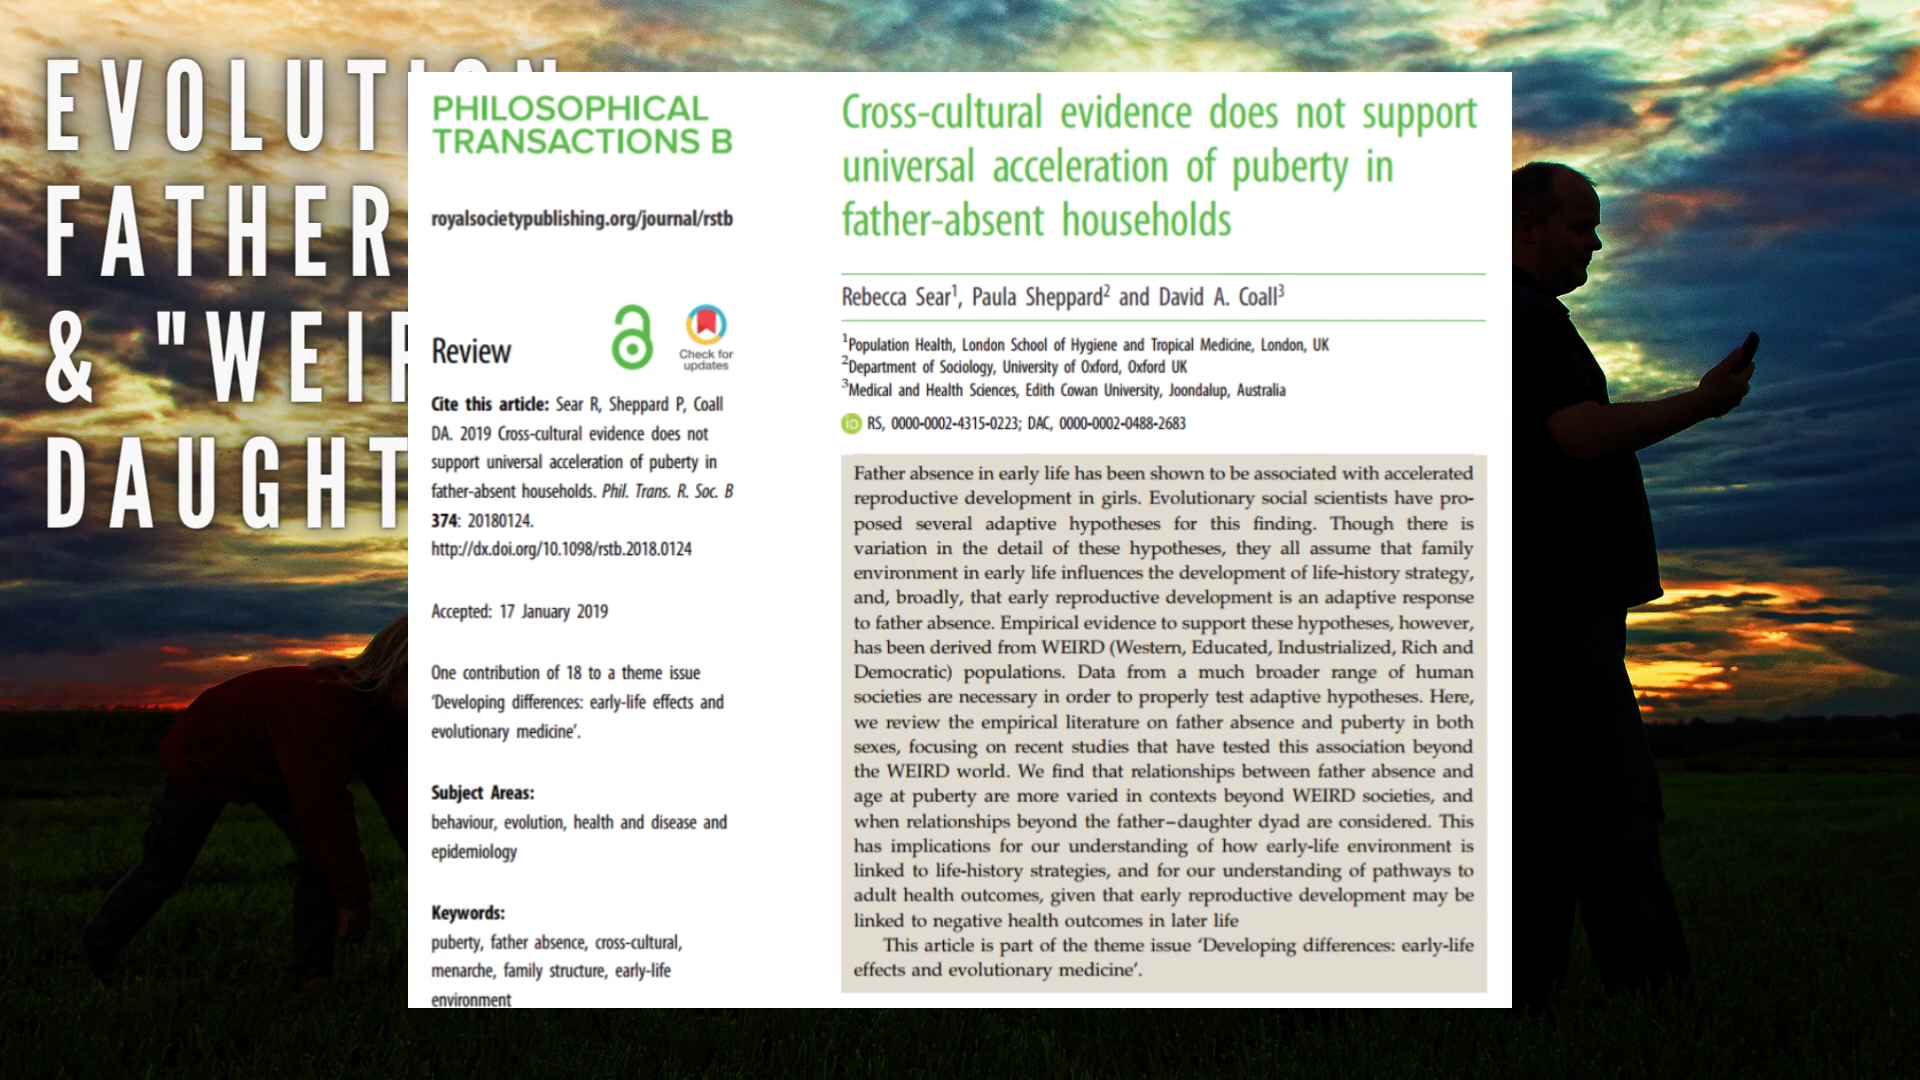 EVOLUTION
FATHER
& "WEIR
DAUGHT
PHILOSOPHICAL
TRANSACTIONS B
royalsocietypublishing.org/journal/rstb
Review
Check for
updates
Cite this article: Sear R, Sheppard P, Coall
DA. 2019 Cross-cultural evidence does not
support universal acceleration of puberty in
father-absent households. Phil. Trans. R. Soc. B
374: 20180124.
http://dx.doi.org/10.1098/rstb.2018.0124
Accepted: 17 January 2019
One contribution of 18 to a theme issue
‘Developing differences: early-life effects and
evolutionary medicine’.
Subject Areas:
behaviour, evolution, health and disease and
epidemiology
Keywords:
puberty, father absence, cross-cultural,
menarche, family structure, early-life
environment
Cross-cultural evidence does not support
universal acceleration of puberty in
father-absent households
Rebecca Sear1, Paula Sheppard2 and David A. Coall3
1Population Health, London School of Hygiene and Tropical Medicine, London, UK
2Department of Sociology, University of Oxford, Oxford UK
3Medical and Health Sciences, Edith Cowan University, Joondalup, Australia
iD RS, 0000-0002-4315-0223; DAC, 0000-0002-0488-2683
Father absence in early life has been shown to be associated with accelerated
reproductive development in girls. Evolutionary social scientists have pro-
posed several adaptive hypotheses for this finding. Though there is
variation in the detail of these hypotheses, they all assume that family
environment in early life influences the development of life-history strategy,
and, broadly, that early reproductive development is an adaptive response
to father absence. Empirical evidence to support these hypotheses, however,
has been derived from WEIRD (Western, Educated, Industrialized, Rich and
Democratic) populations. Data from a much broader range of human
societies are necessary in order to properly test adaptive hypotheses. Here,
we review the empirical literature on father absence and puberty in both
sexes, focusing on recent studies that have tested this association beyond
the WEIRD world. We find that relationships between father absence and
age at puberty are more varied in contexts beyond WEIRD societies, and
when relationships beyond the father–daughter dyad are considered. This
has implications for our understanding of how early-life environment is
linked to life-history strategies, and for our understanding of pathways to
adult health outcomes, given that early reproductive development may be
linked to negative health outcomes in later life
This article is part of the theme issue ‘Developing differences: early-life
effects and evolutionary medicine’.